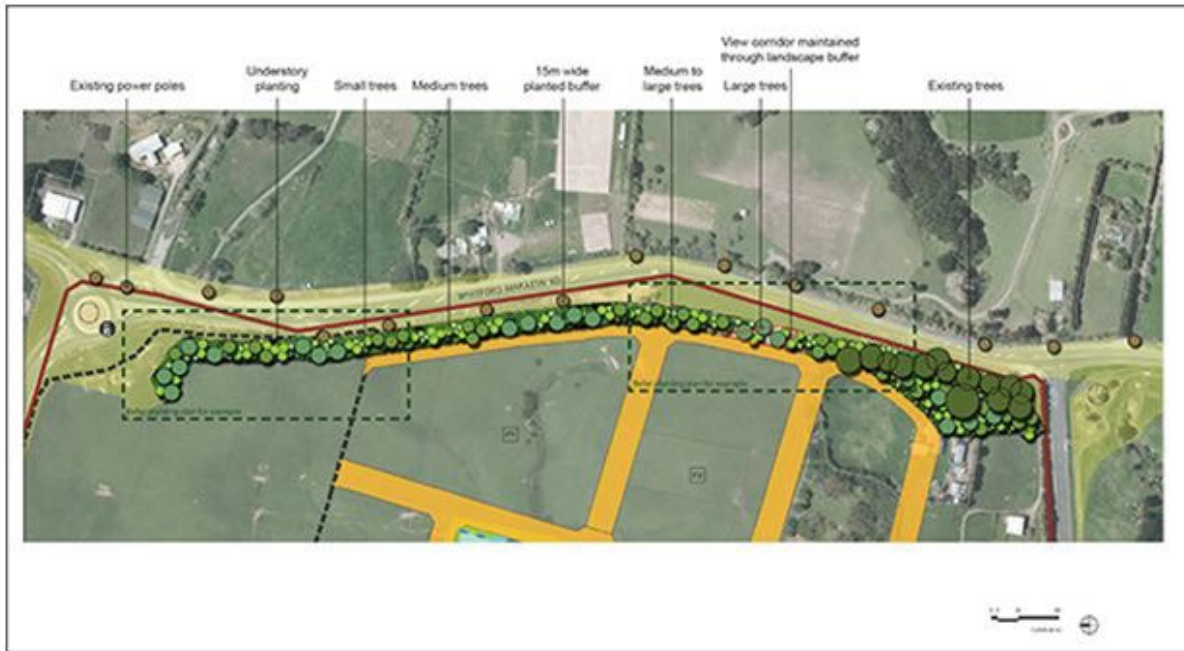 View corridor maintained
through landscape buffer
Existing power poles
Understory
planting
Small trees
Medium trees
15m wide
planted buffer
Medium to
large trees
Large trees
Existing trees